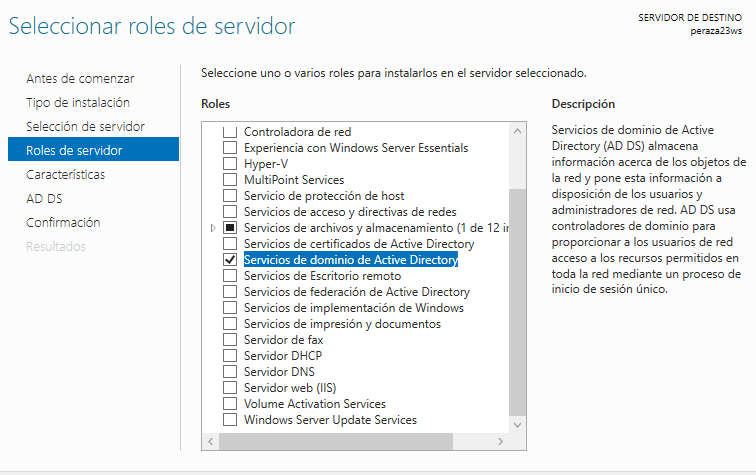 Seleccionar roles de servidor
SERVIDOR DE DESTINO
peraza23ws
Antes de comenzar
Tipo de instalación
Selección de servidor
Roles de servidor
Características
AD DS
Confirmación
Resultados
Seleccione uno o varios roles para instalarlos en el servidor seleccionado.
Roles
Controladora de red
Experiencia con Windows Server Essentials
Hyper-V
MultiPoint Services
Servicio de protección de host
Servicios de acceso y directivas de redes
Servicios de archivos y almacenamiento (1 de 12 in
Servicios de certificados de Active Directory
Servicios de dominio de Active Directory
Servicios de Escritorio remoto
Servicios de federación de Active Directory
Servicios de implementación de Windows
Servicios de impresión y documentos
Servidor de fax
Servidor DHCP
Servidor DNS
Servidor web (IIS)
Volume Activation Services
Windows Server Update Services
Descripción
Servicios de dominio de Active
Directory (AD DS) almacena
información acerca de los objetos de
la red y pone esta información a
disposición de los usuarios y
administradores de red. AD DS usa
controladores de dominio para
proporcionar a los usuarios de red
acceso a los recursos permitidos en
toda la red mediante un proceso de
inicio de sesión único.